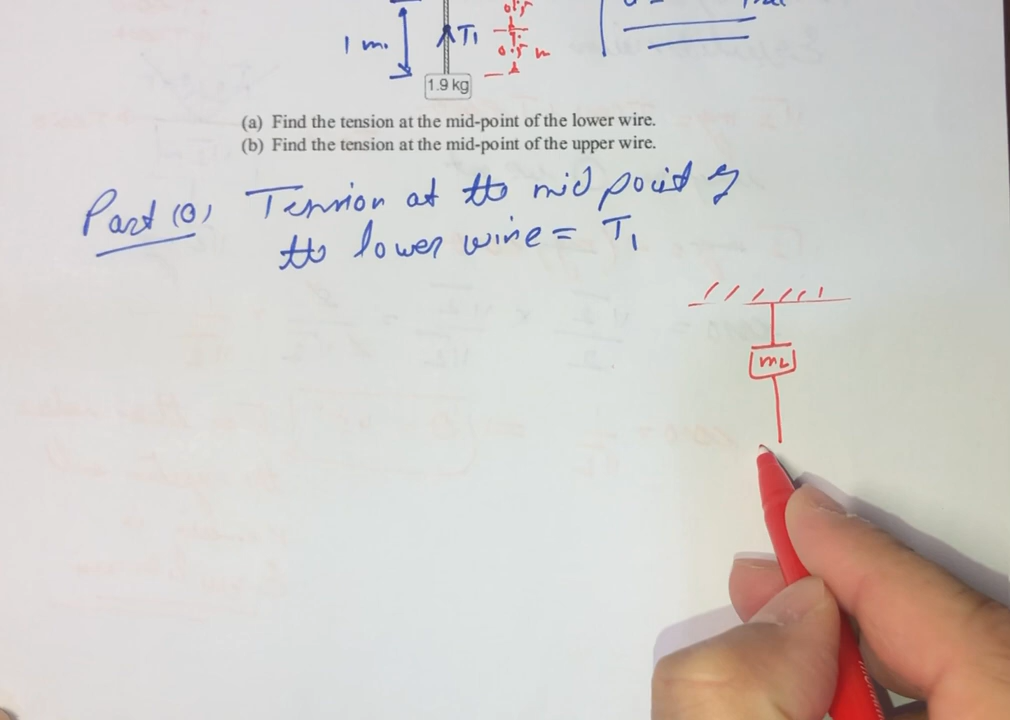 0.5
1 m. T1 0.5 m
1.9 kg
(a) Find the tension at the mid-point of the lower wire.
(b) Find the tension at the mid-point of the upper wire.
Part (a) Tension at the mid point of
the lower wire = T1
m2